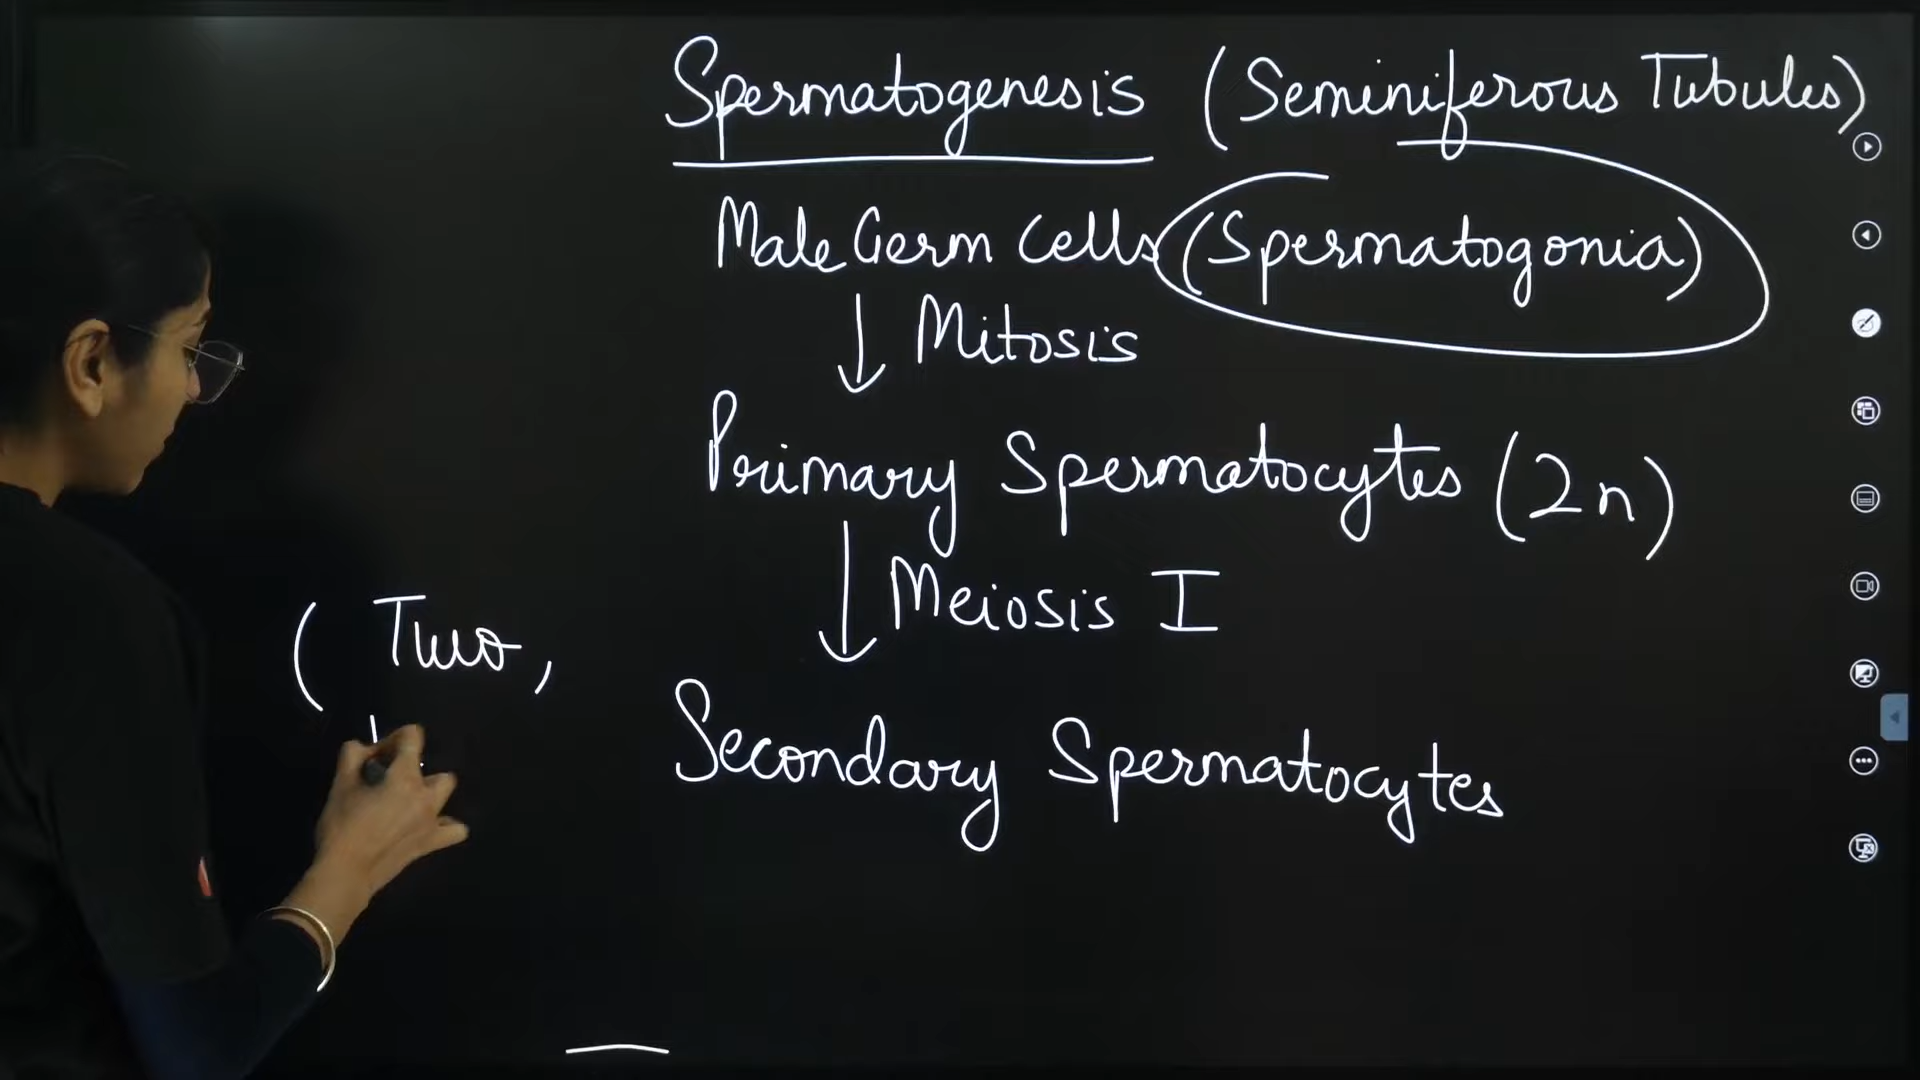 Spermatogenesis (Seminiferous Tubules)
Male Germ Cells (Spermatogonia)
↓ Mitosis
Primary Spermatocytes (2n)
↓ Meiosis I
( Two,
Secondary Spermatocytes